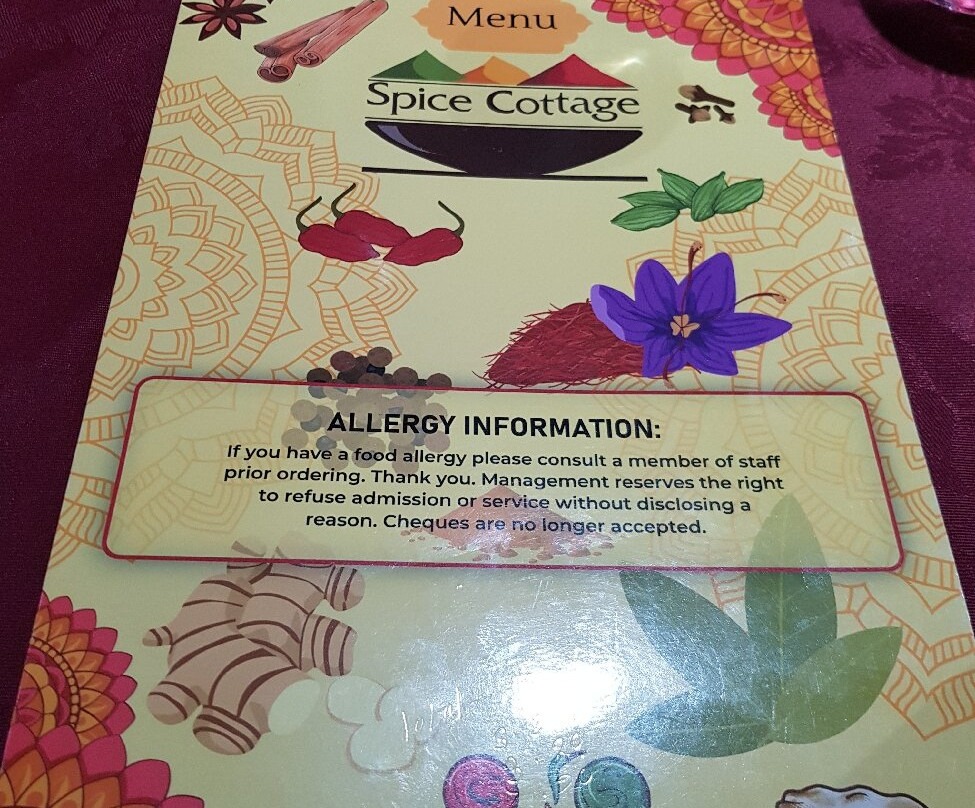 Menu
Spice Cottage
ALLERGY INFORMATION:
If you have a food allergy please consult a member of staff
prior ordering. Thank you. Management reserves the right
to refuse admission or service without disclosing a
reason. Cheques are no longer accepted.